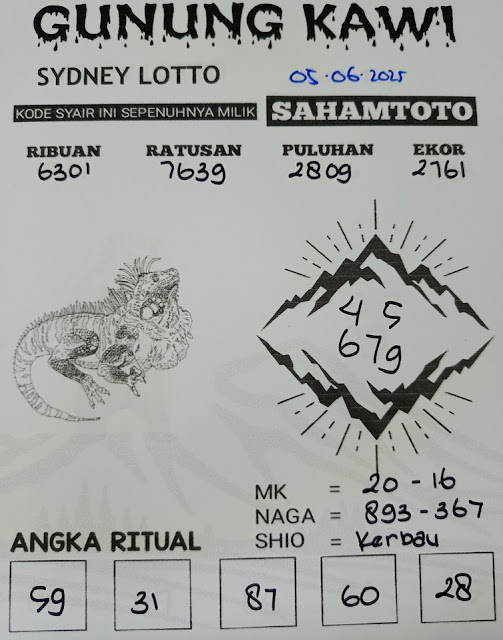 GUNUNG KAWI
SYDNEY LOTTO 05.06.2025
KODE SYAIR INI SEPENUHNYA MILIK SAHAMTOTO
RIBUAN RATUSAN PULUHAN EKOR
6301 7639 2809 2761
4 5
679
MK = 20 - 16
NAGA = 893 - 367
SHIO = Kerbau
ANGKA RITUAL
59 31 87 60 28